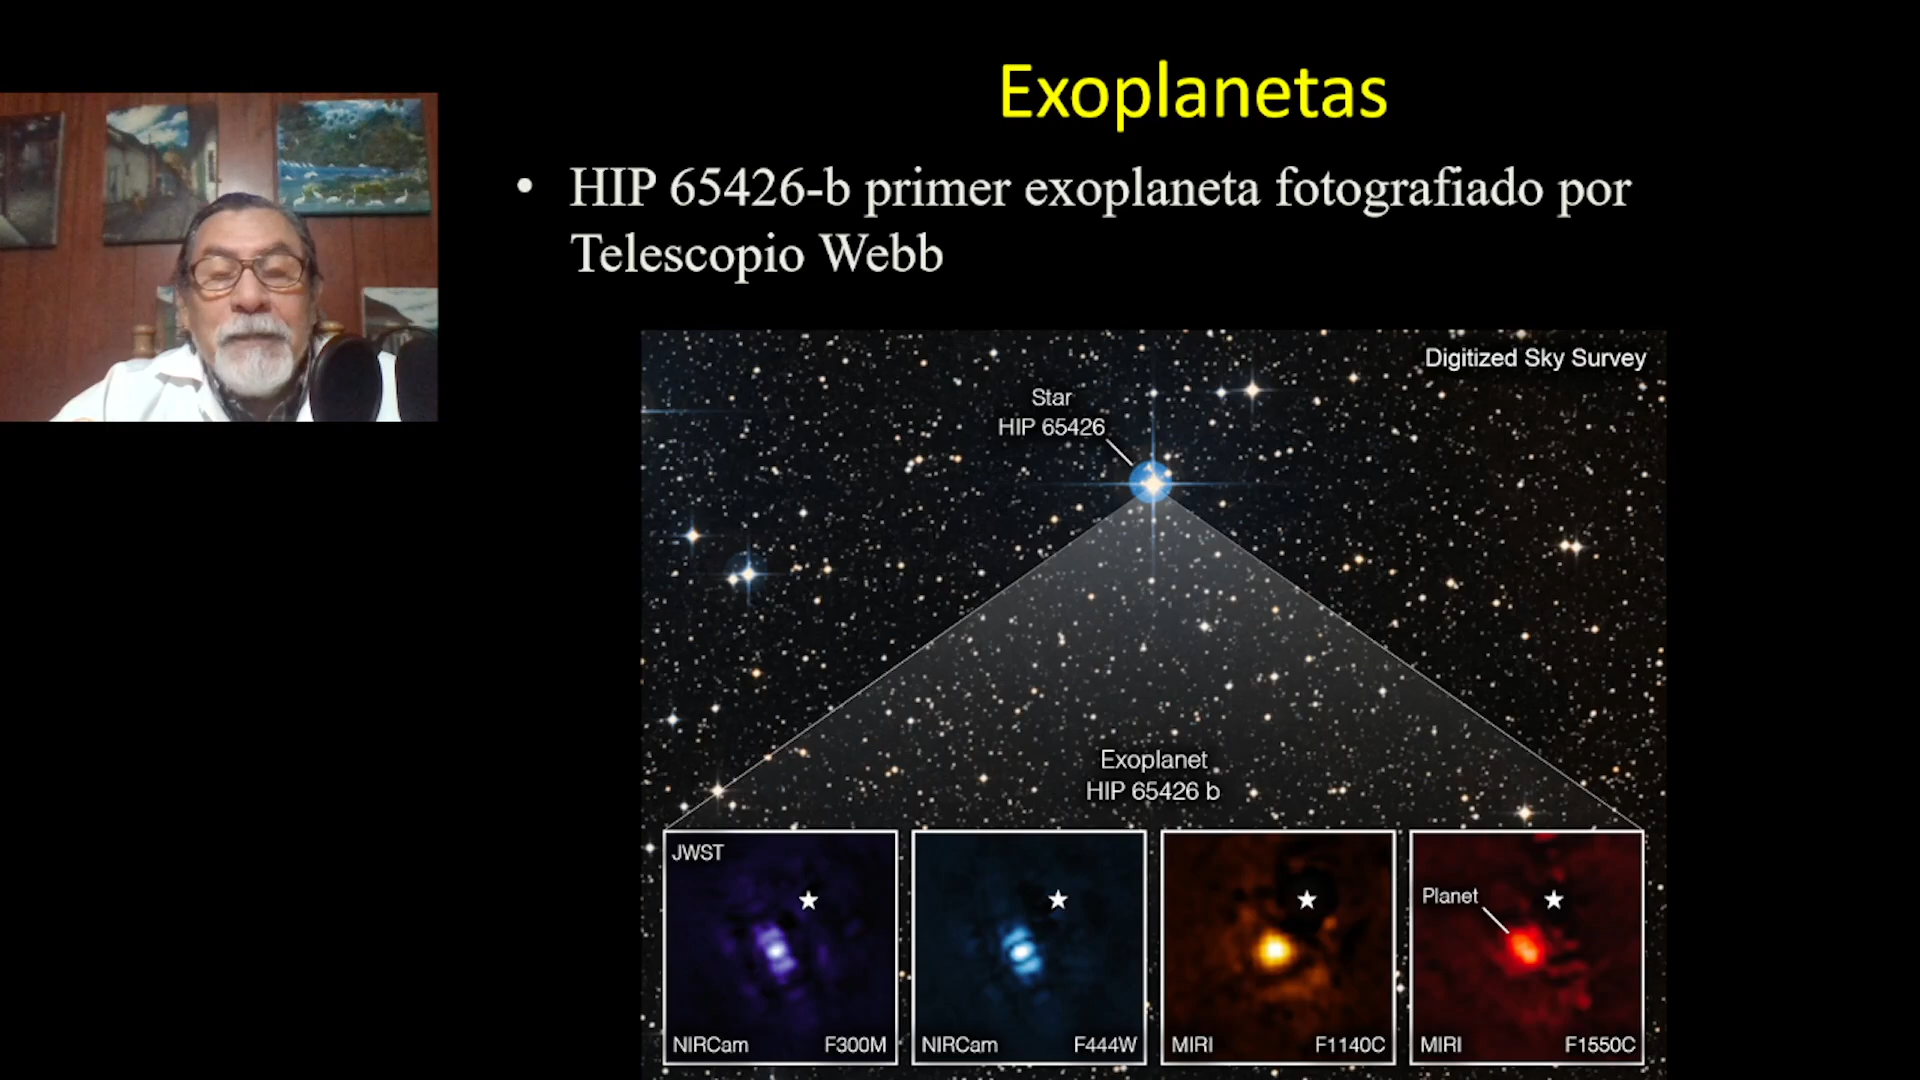 Exoplanetas
• HIP 65426-b primer exoplaneta fotografiado por
Telescopio Webb
Digitized Sky Survey
Star
HIP 65426
Exoplanet
HIP 65426 b
JWST
NIRCam F300M
NIRCam F444W
MIRI F1140C
Planet
MIRI F1550C